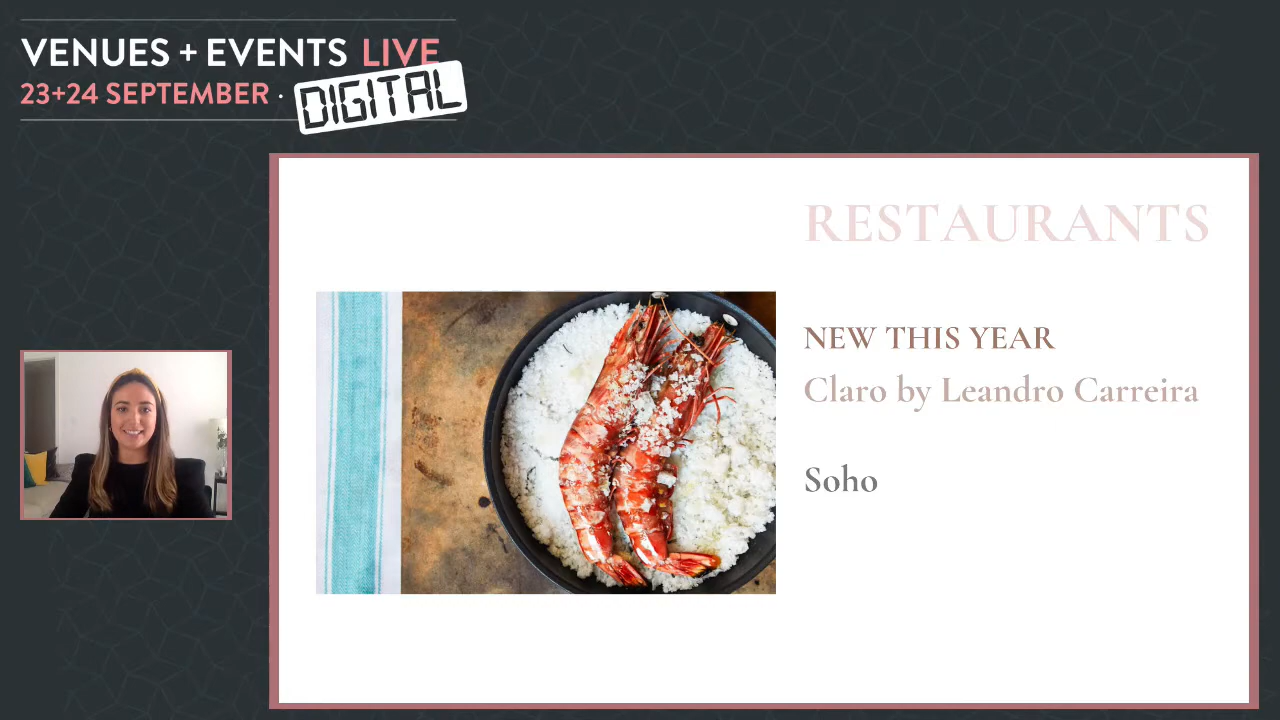 VENUES + EVENTS LIVE
23+24 SEPTEMBER · DIGITAL
RESTAURANTS
NEW THIS YEAR
Claro by Leandro Carreira
Soho